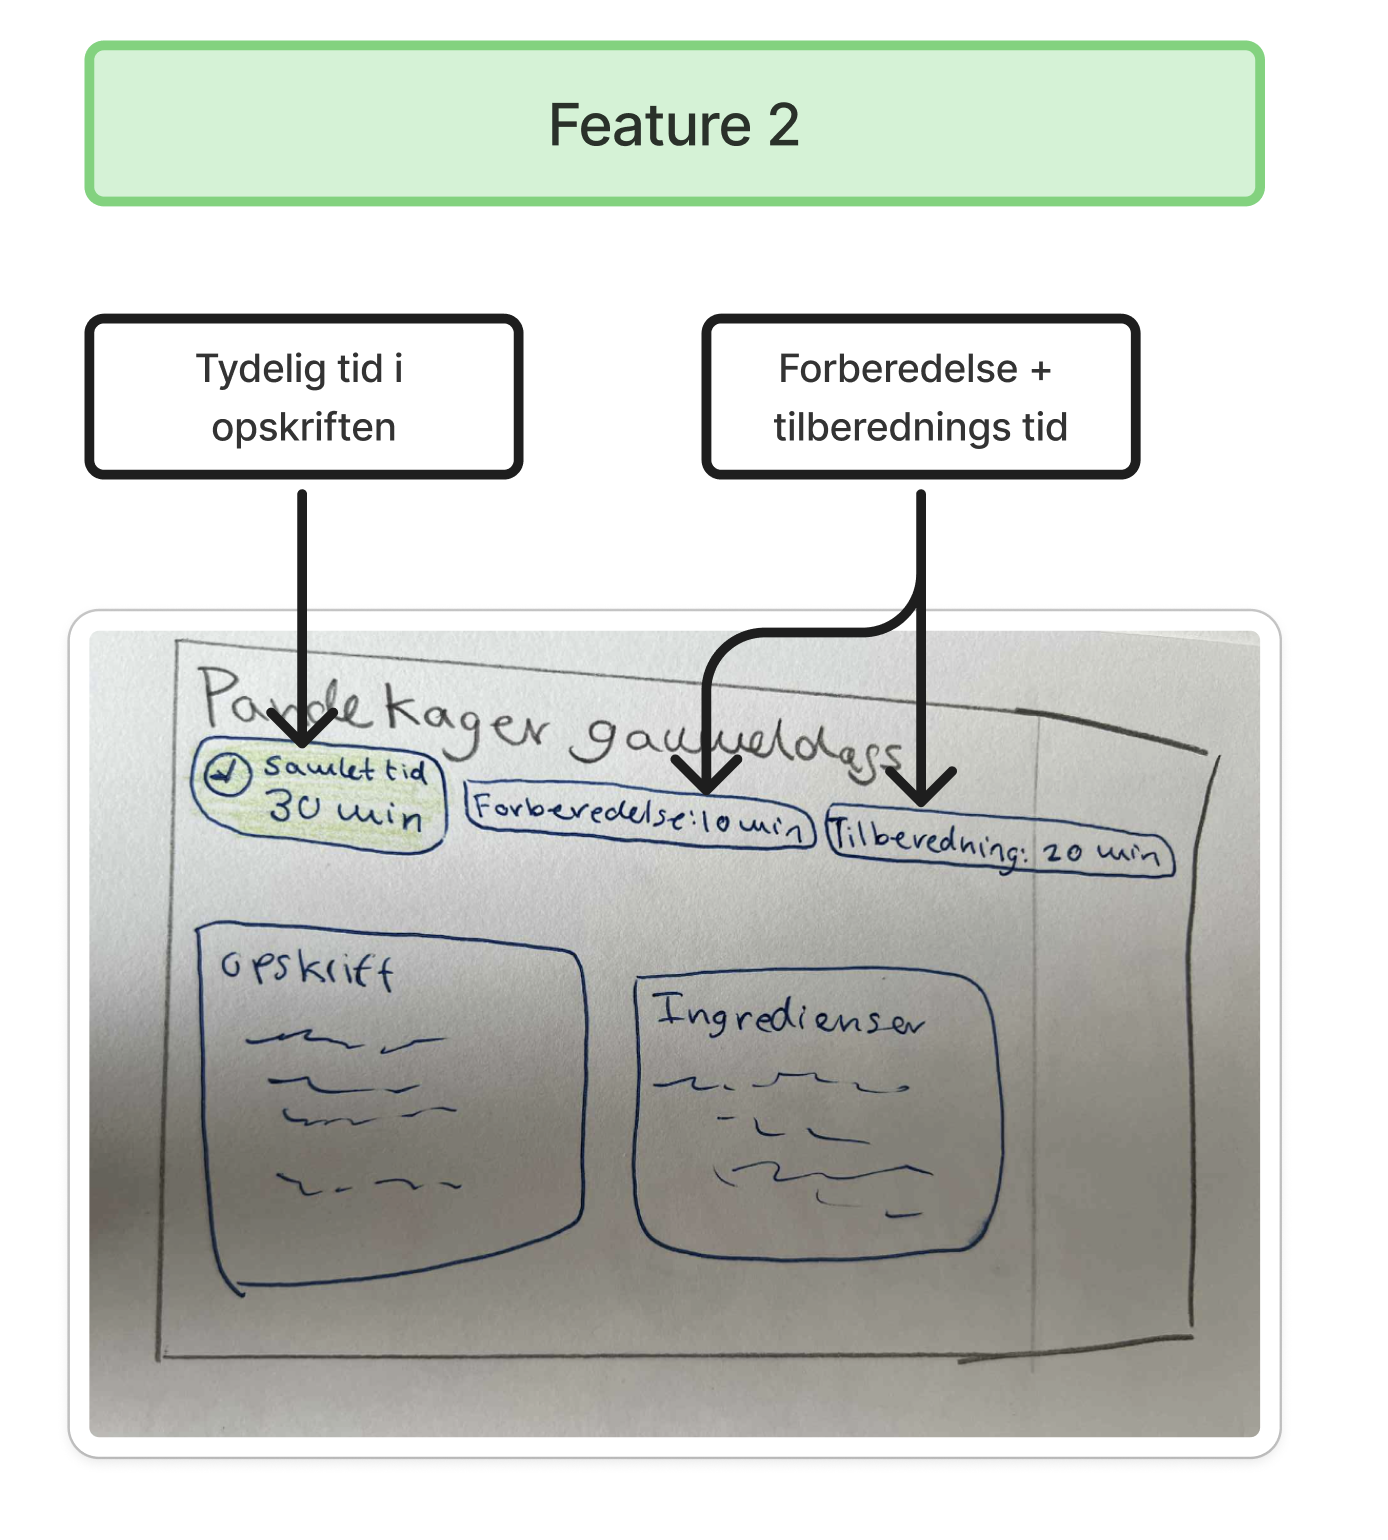 Feature 2
Tydelig tid i
opskriften
Forberedelse +
tilberednings tid
Pandekager gammeldags
samlet tid
30 min
Forberedelse: 10 min
Tilberedning: 20 min
opskrift
Ingredienser